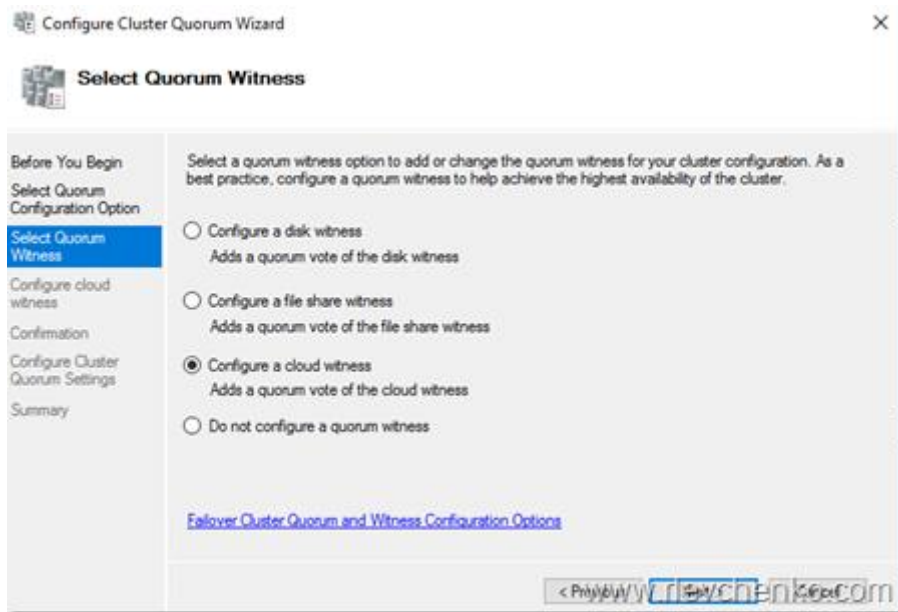 Configure Cluster Quorum Wizard
Select Quorum Witness
Before You Begin
Select Quorum
Configuration Option
Select Quorum
Witness
Configure cloud
witness
Confirmation
Configure Cluster
Quorum Settings
Summary
Select a quorum witness option to add or change the quorum witness for your cluster configuration. As a
best practice, configure a quorum witness to help achieve the highest availability of the cluster.
Configure a disk witness
Adds a quorum vote of the disk witness
Configure a file share witness
Adds a quorum vote of the file share witness
Configure a cloud witness
Adds a quorum vote of the cloud witness
Do not configure a quorum witness
Failover Cluster Quorum and Witness Configuration Options